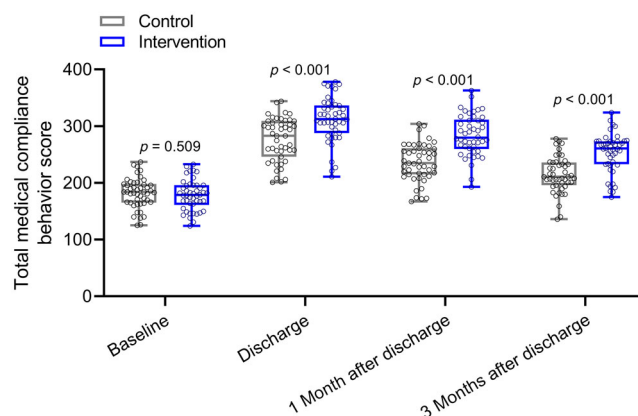 Control
Intervention
Total medical compliance
behavior score
400
300
200
100
0
p = 0.509
p < 0.001
p < 0.001
p < 0.001
Baseline
Discharge
1 Month after discharge
3 Months after discharge